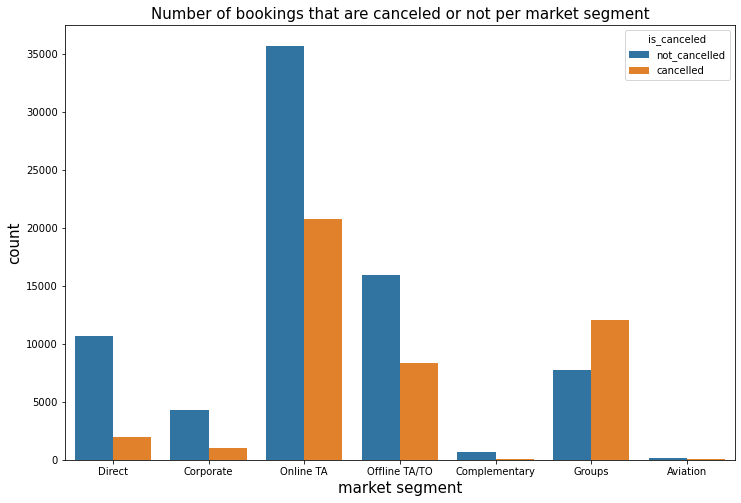 Number of bookings that are canceled or not per market segment
is_canceled
not_cancelled
cancelled
35000
30000
25000
20000
15000
10000
5000
0
count
Direct
Corporate
Online TA
Offline TA/TO
Complementary
Groups
Aviation
market segment